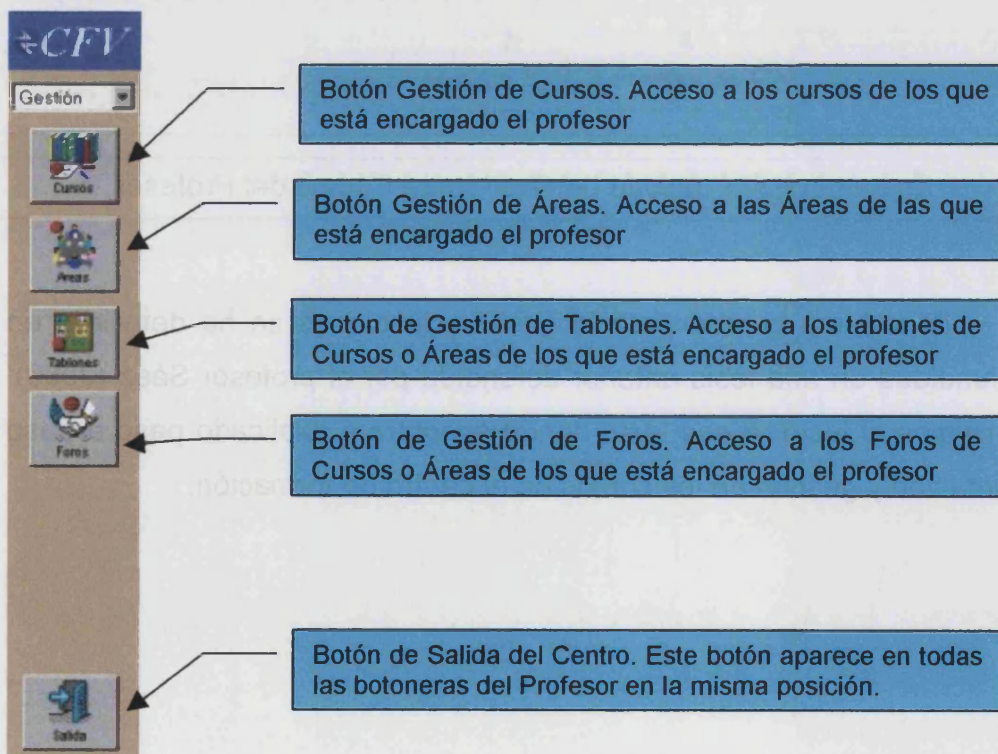 CFV
Gestión
Botón Gestión de Cursos. Acceso a los cursos de los que
está encargado el profesor
Cursos
Botón Gestión de Áreas. Acceso a las Áreas de las que
está encargado el profesor
Areas
Botón de Gestión de Tablones. Acceso a los tablones de
Cursos o Áreas de los que está encargado el profesor
Tablones
Botón de Gestión de Foros. Acceso a los Foros de
Cursos o Áreas de los que está encargado el profesor
Foros
Botón de Salida del Centro. Este botón aparece en todas
las botoneras del Profesor en la misma posición.
Salida